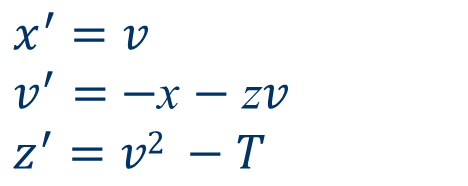 x′ = v
v′ = −x − zv
z′ = v² − T